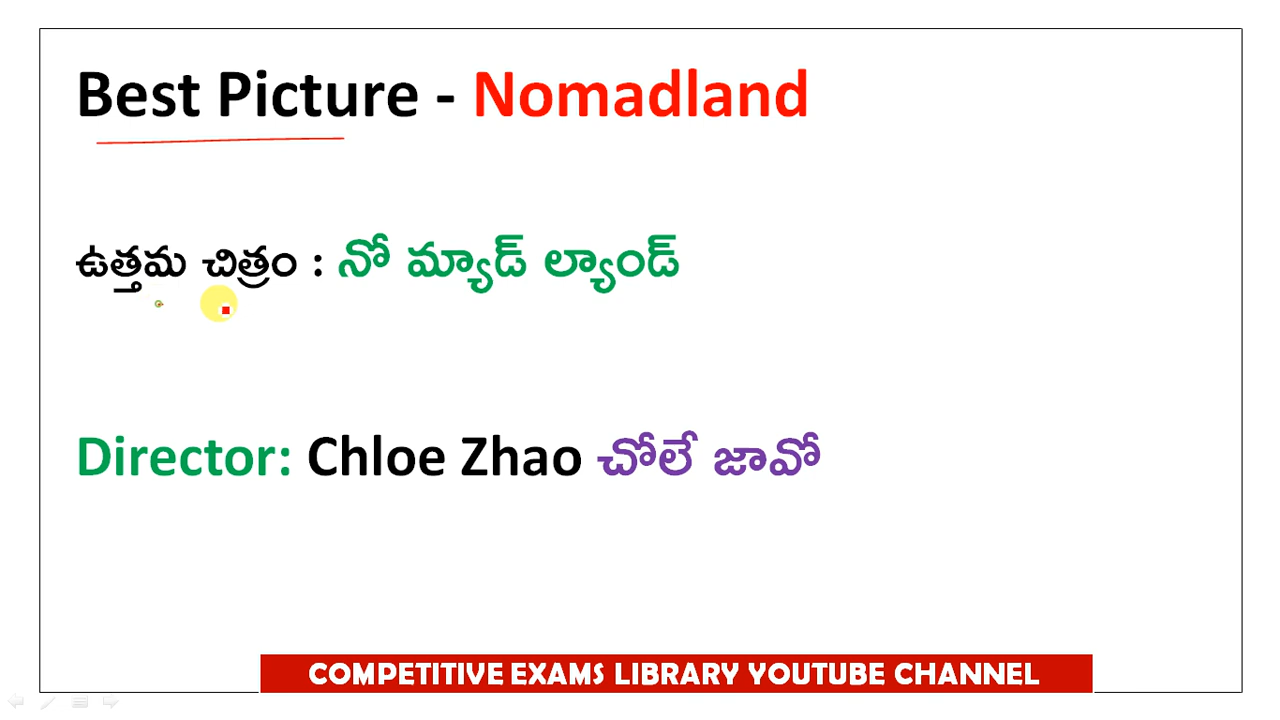 Best Picture - Nomadland
ఉత్తమ చిత్రం : నో మ్యాడ్ ల్యాండ్
Director: Chloe Zhao చోలే జావో
COMPETITIVE EXAMS LIBRARY YOUTUBE CHANNEL